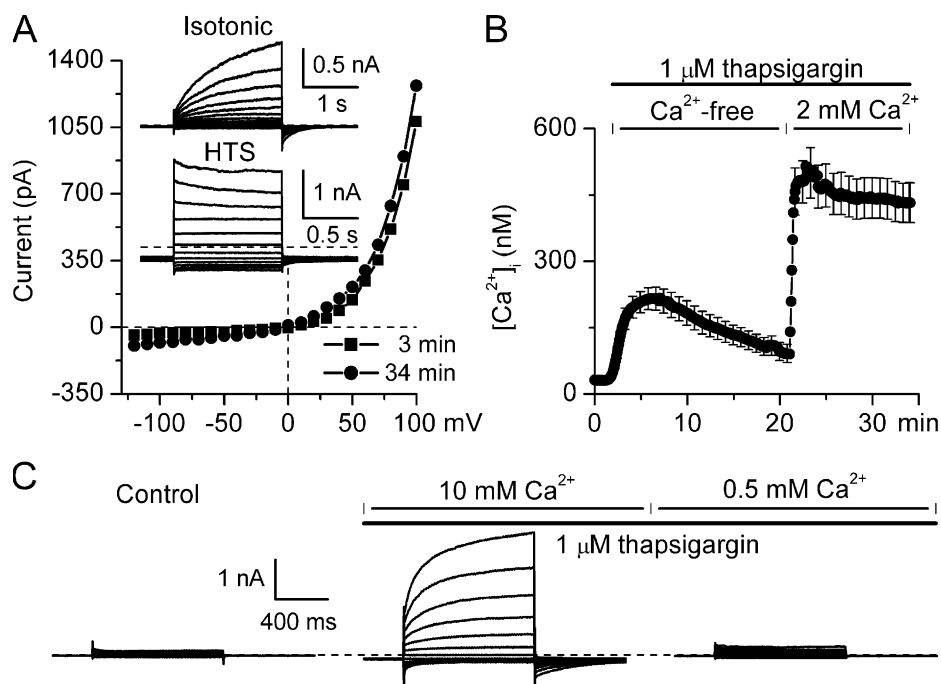 A
Isotonic
0.5 nA
1 s
HTS
1 nA
0.5 s
Current (pA)
1400
1050
700
350
0
-350
-100 -50 0 50 100 mV
3 min
34 min
B
1 μM thapsigargin
Ca²⁺-free 2 mM Ca²⁺
[Ca²⁺]ᵢ (nM)
600
300
0
0 10 20 30 min
C
Control
10 mM Ca²⁺ 0.5 mM Ca²⁺
1 μM thapsigargin
1 nA
400 ms